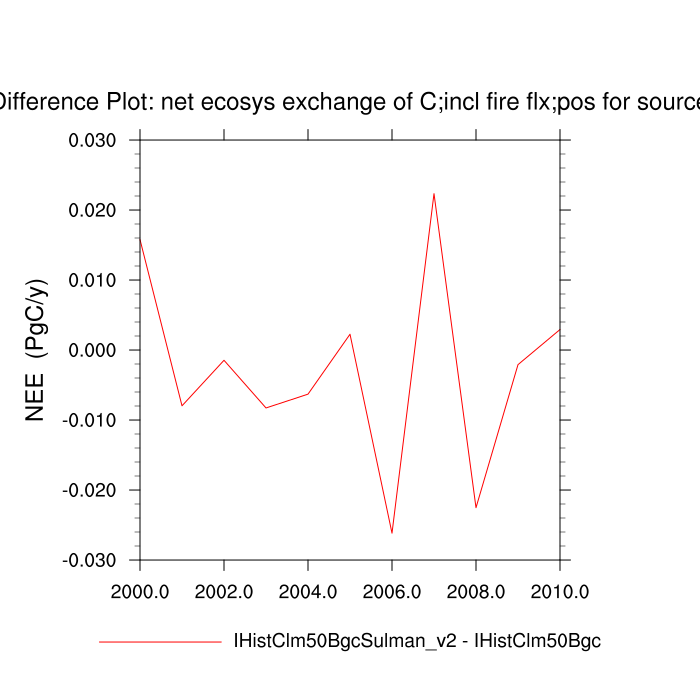 Difference Plot: net ecosys exchange of C;incl fire flx;pos for source
0.030
0.020
0.010
0.000
-0.010
-0.020
-0.030
NEE (PgC/y)
2000.0 2002.0 2004.0 2006.0 2008.0 2010.0
IHistClm50BgcSulman_v2 - IHistClm50Bgc